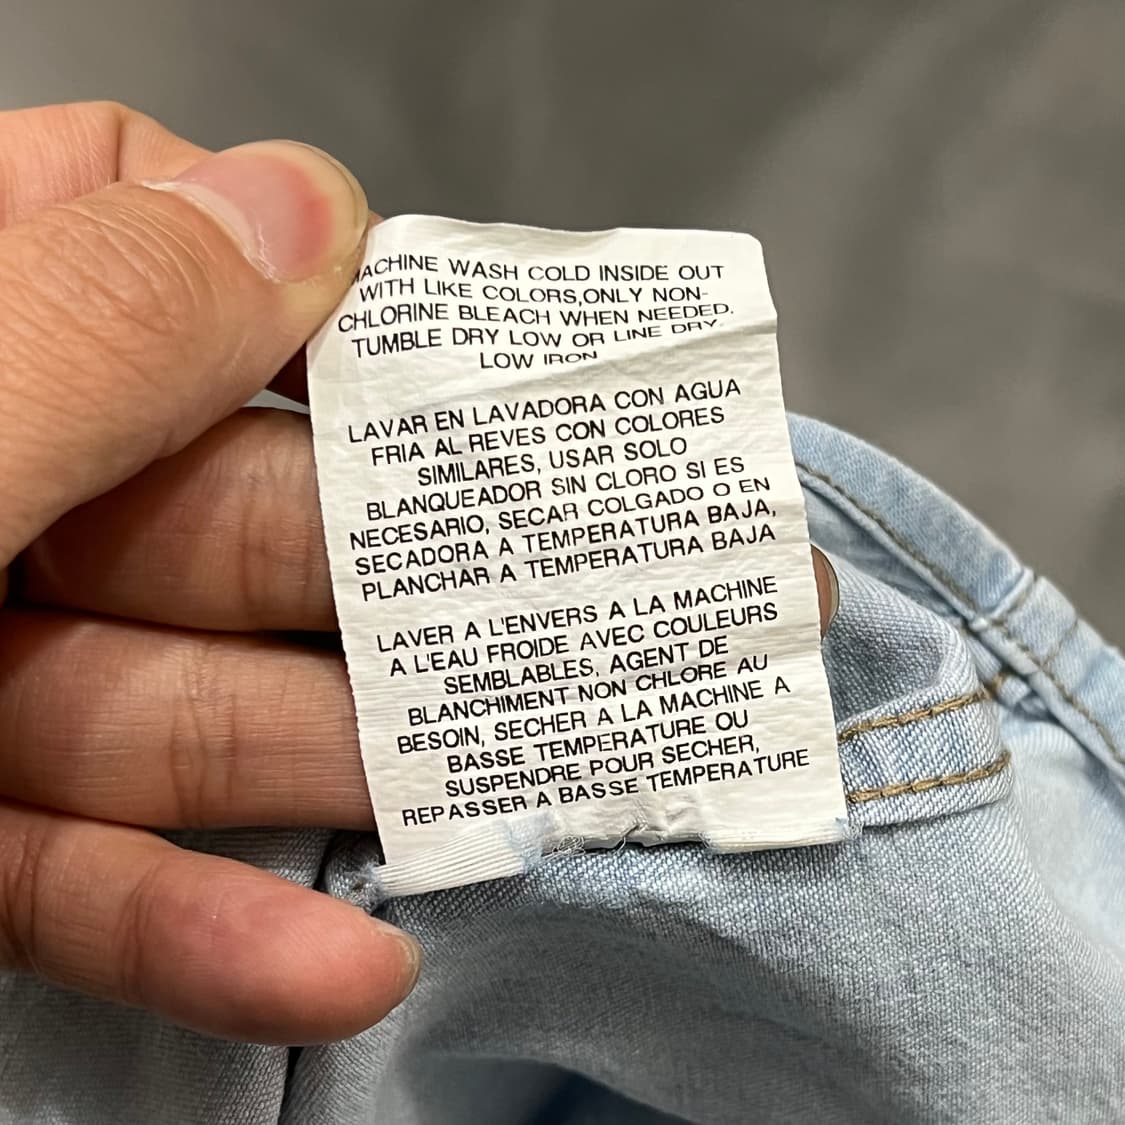 MACHINE WASH COLD INSIDE OUT
WITH LIKE COLORS,ONLY NON-
CHLORINE BLEACH WHEN NEEDED.
TUMBLE DRY LOW OR LINE DRY.
LOW IRON
LAVAR EN LAVADORA CON AGUA
FRIA AL REVES CON COLORES
SIMILARES, USAR SOLO
BLANQUEADOR SIN CLORO SI ES
NECESARIO, SECAR COLGADO O EN
SECADORA A TEMPERATURA BAJA,
PLANCHAR A TEMPERATURA BAJA
LAVER A L'ENVERS A LA MACHINE
A L'EAU FROIDE AVEC COULEURS
SEMBLABLES, AGENT DE
BLANCHIMENT NON CHLORE AU
BESOIN, SECHER A LA MACHINE A
BASSE TEMPERATURE OU
SUSPENDRE POUR SECHER,
REPASSER A BASSE TEMPERATURE